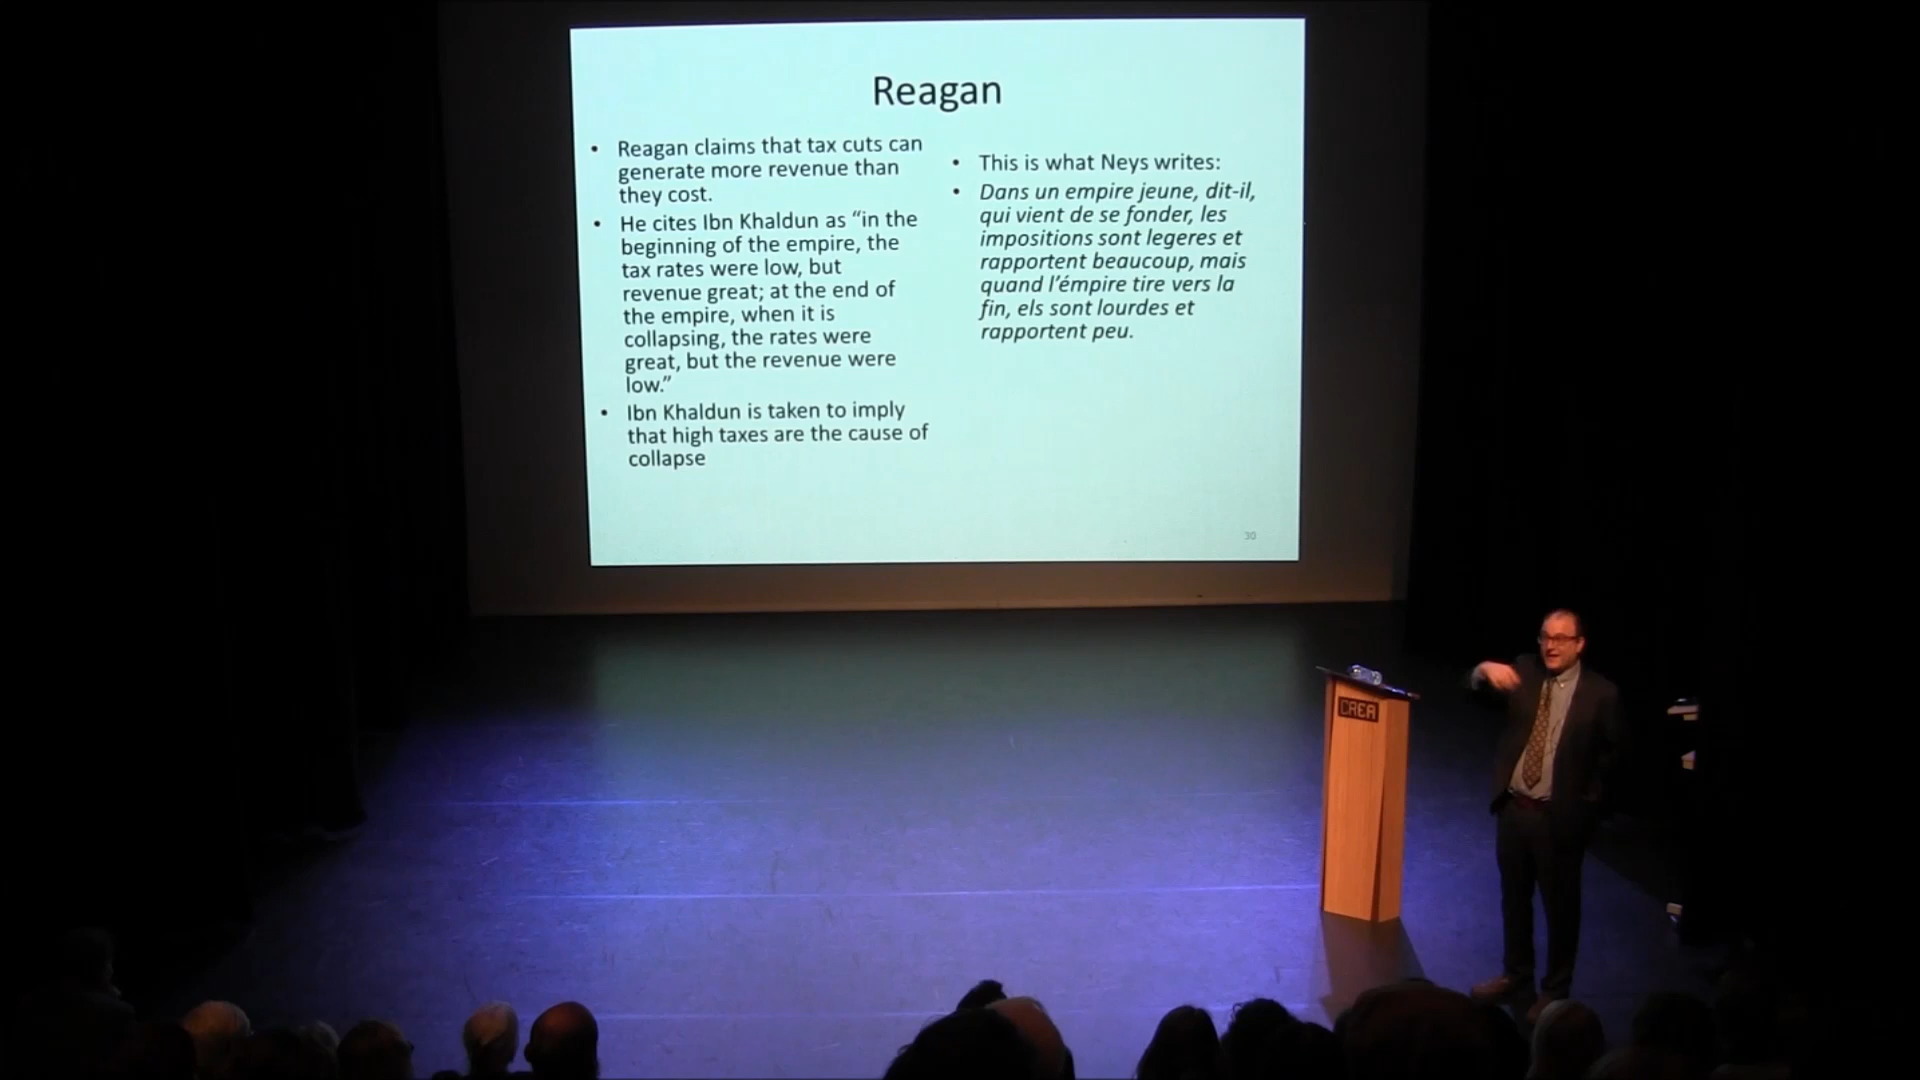 Reagan
• Reagan claims that tax cuts can
generate more revenue than
they cost.
• He cites Ibn Khaldun as “in the
beginning of the empire, the
tax rates were low, but
revenue great; at the end of
the empire, when it is
collapsing, the rates were
great, but the revenue were
low.”
• Ibn Khaldun is taken to imply
that high taxes are the cause of
collapse
• This is what Neys writes:
• Dans un empire jeune, dit-il,
qui vient de se fonder, les
impositions sont legeres et
rapportent beaucoup, mais
quand l’émpire tire vers la
fin, els sont lourdes et
rapportent peu.
30
CREA